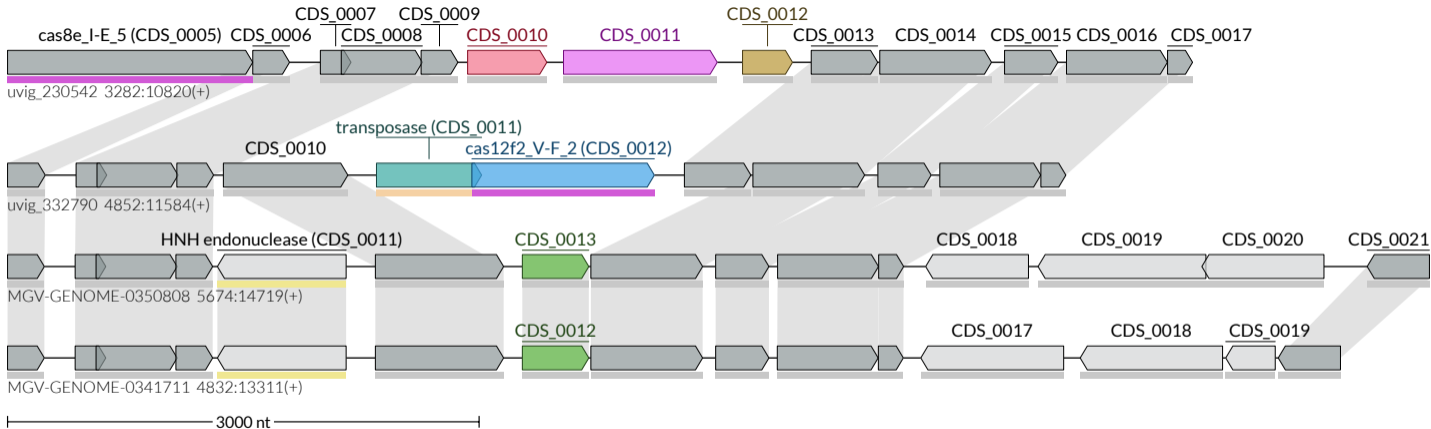 CDS_0007 CDS_0009 CDS_0012
cas8e_I-E_5 (CDS_0005) CDS_0006 CDS_0008 CDS_0010 CDS_0011 CDS_0013 CDS_0014 CDS_0015 CDS_0016 CDS_0017
uvig_230542 3282:10820(+)
transposase (CDS_0011)
CDS_0010 cas12f2_V-F_2 (CDS_0012)
uvig_332790 4852:11584(+)
HNH endonuclease (CDS_0011) CDS_0013 CDS_0018 CDS_0019 CDS_0020 CDS_0021
MGV-GENOME-0350808 5674:14719(+)
CDS_0012 CDS_0017 CDS_0018 CDS_0019
MGV-GENOME-0341711 4832:13311(+)
3000 nt